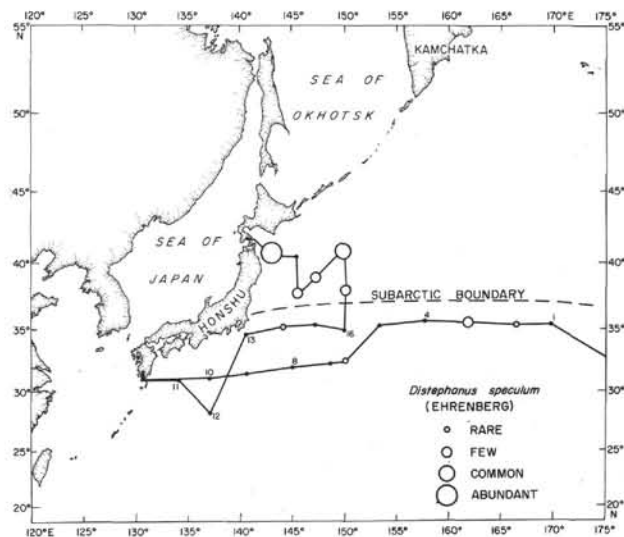 120° 125° 130° 135° 140° 145° 150° 155° 160° 165° 170°E 175°
55° N
55° N
KAMCHATKA
SEA OF
OKHOTSK
50°
50°
45°
45°
SEA OF
JAPAN
40°
40°
HONSHU
SUBARCTIC BOUNDARY
35°
35°
13
16
4
1
30°
30°
11
10
8
12
Distephanus speculum
(EHRENBERG)
RARE
FEW
COMMON
ABUNDANT
25°
25°
20°
20°
19° N
19° N
120°E 125° 130° 135° 140° 145° 150° 155° 160° 165° 170°E 175°